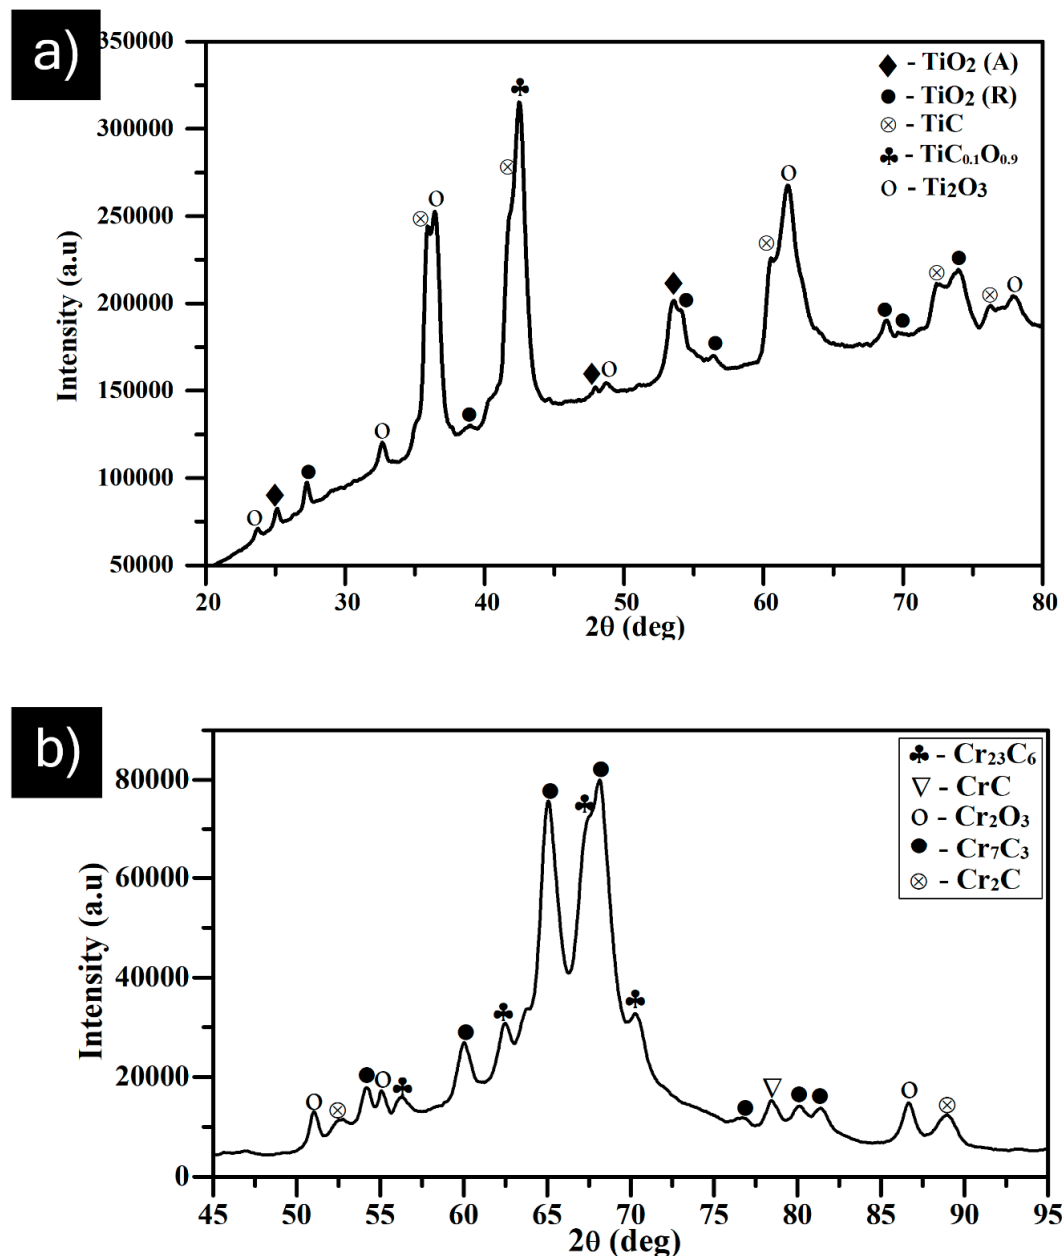 a)
350000
300000
250000
200000
150000
100000
50000
Intensity (a.u)
♦ - TiO₂ (A)
● - TiO₂ (R)
⊗ - TiC
♣ - TiC₀.₁O₀.₉
o - Ti₂O₃
20 30 40 50 60 70 80
2θ (deg)
b)
80000
60000
40000
20000
0
Intensity (a.u)
♣ - Cr₂₃C₆
▽ - CrC
o - Cr₂O₃
● - Cr₇C₃
⊗ - Cr₂C
45 50 55 60 65 70 75 80 85 90 95
2θ (deg)